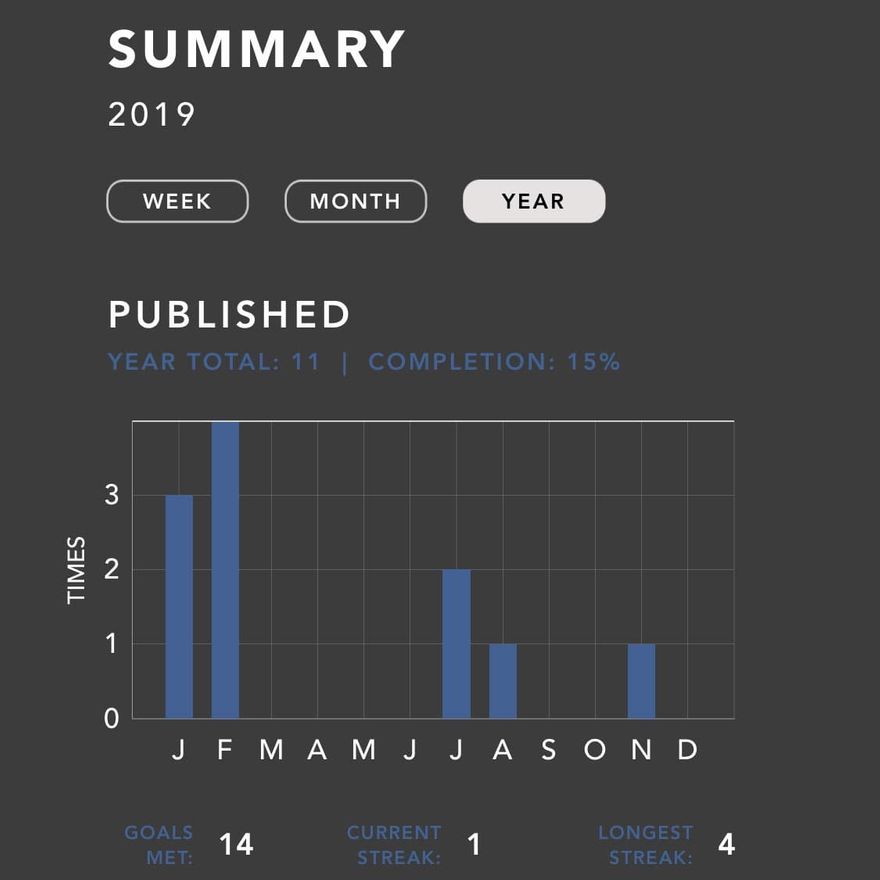 SUMMARY
2019
WEEK MONTH YEAR
PUBLISHED
YEAR TOTAL: 11 | COMPLETION: 15%
3
2
1
0
TIMES
J F M A M J J A S O N D
GOALS MET: 14
CURRENT STREAK: 1
LONGEST STREAK: 4